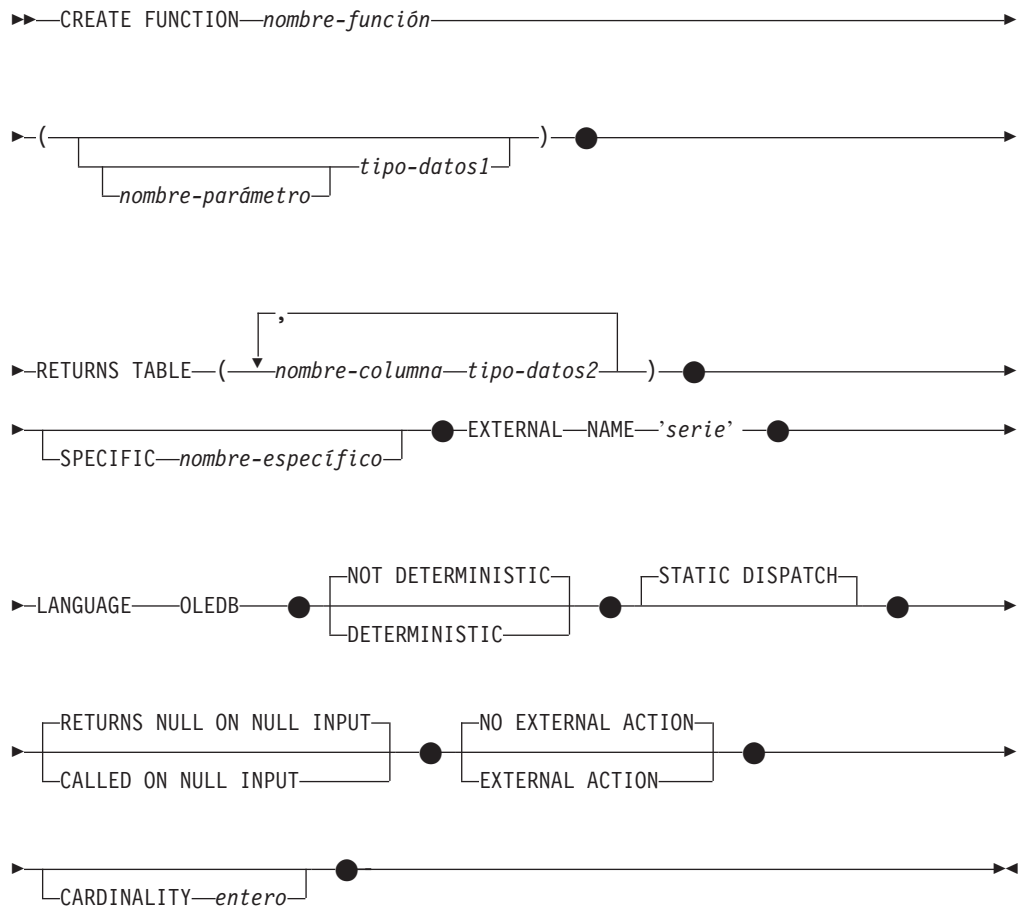 CREATE FUNCTION nombre-función
( ) 
tipo-datos1
nombre-parámetro
,
RETURNS TABLE ( nombre-columna tipo-datos2 )
EXTERNAL NAME ’serie’
SPECIFIC nombre-específico
NOT DETERMINISTIC STATIC DISPATCH
LANGUAGE OLEDB
DETERMINISTIC
RETURNS NULL ON NULL INPUT NO EXTERNAL ACTION
CALLED ON NULL INPUT EXTERNAL ACTION
CARDINALITY entero